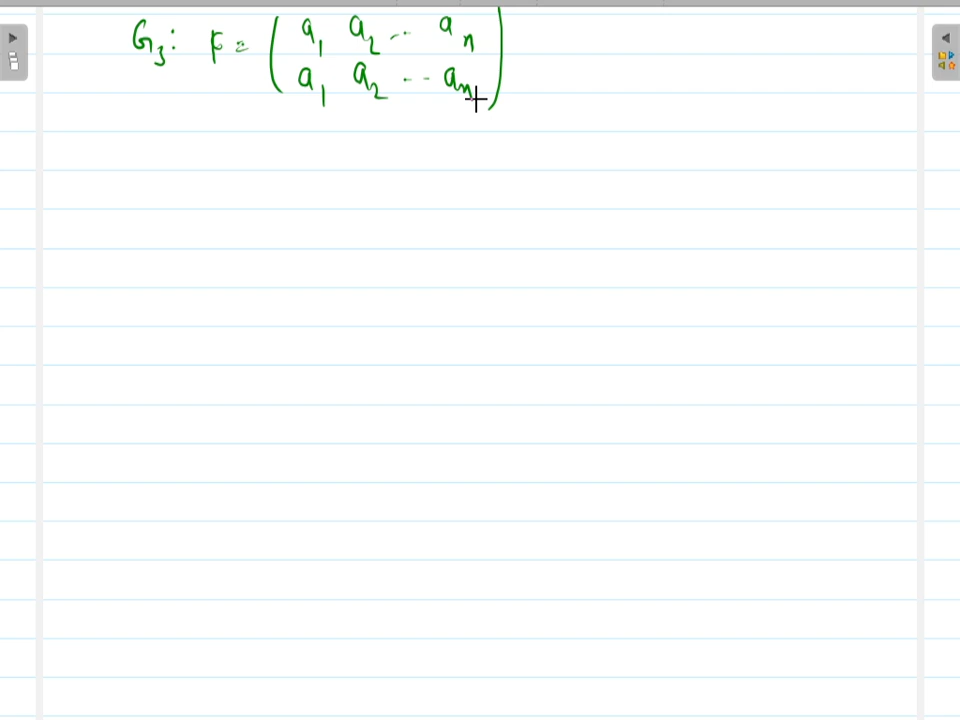 G₃: F = ( a₁ a₂ .. aₙ
a₁ a₂ .. .. aₙ )